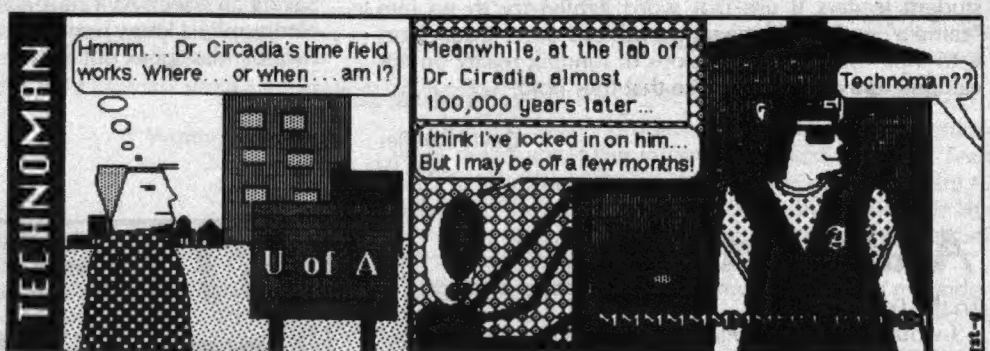 TECHNOMAN
Hmmm... Dr. Circadia's time field
works. Where... or when... am I?
U of A
Meanwhile, at the lab of
Dr. Ciradia, almost
100,000 years later...
I think I've locked in on him...
But I may be off a few months!
Technoman??
A